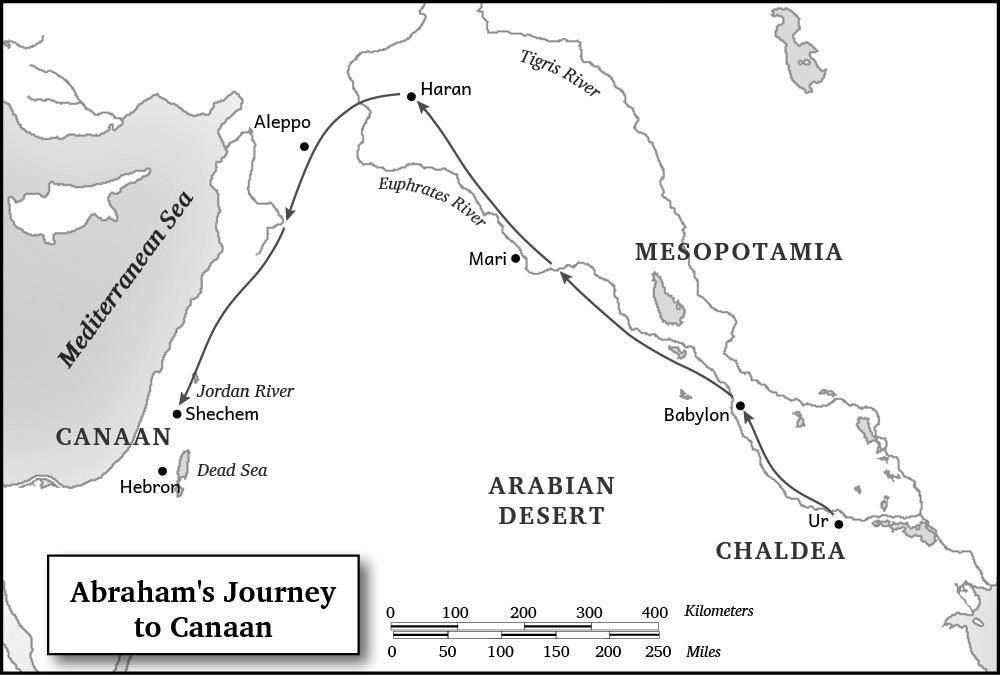 Tigris River
Haran
Aleppo
Euphrates River
Mediterranean Sea
Mari
MESOPOTAMIA
Jordan River
Shechem
Babylon
CANAAN
Dead Sea
Hebron
ARABIAN
DESERT
Ur
CHALDEA
Abraham's Journey
to Canaan
0 100 200 300 400 Kilometers
0 50 100 150 200 250 Miles